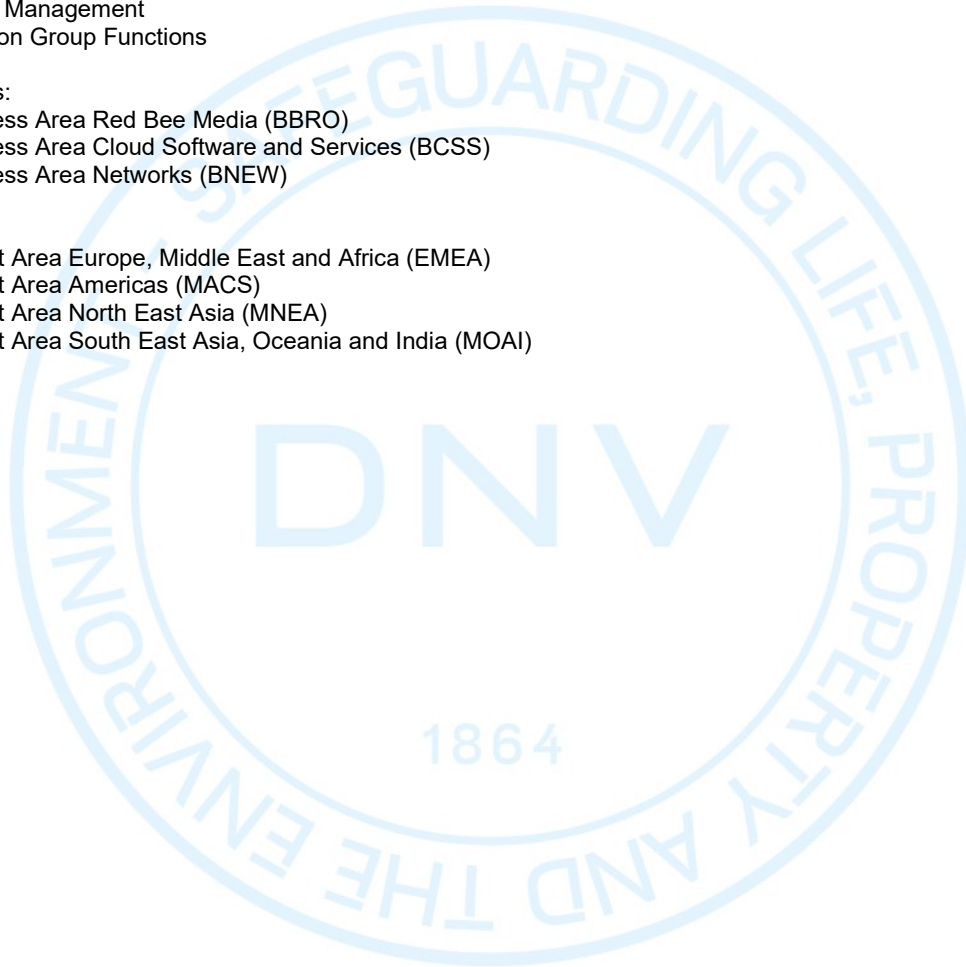 Management
on Group Functions
s:
ess Area Red Bee Media (BBRO)
ess Area Cloud Software and Services (BCSS)
ess Area Networks (BNEW)
t Area Europe, Middle East and Africa (EMEA)
t Area Americas (MACS)
t Area North East Asia (MNEA)
t Area South East Asia, Oceania and India (MOAI)
SAFEGUARDING LIFE, PROPERTY AND THE ENVIRONMENT
DNV
1864